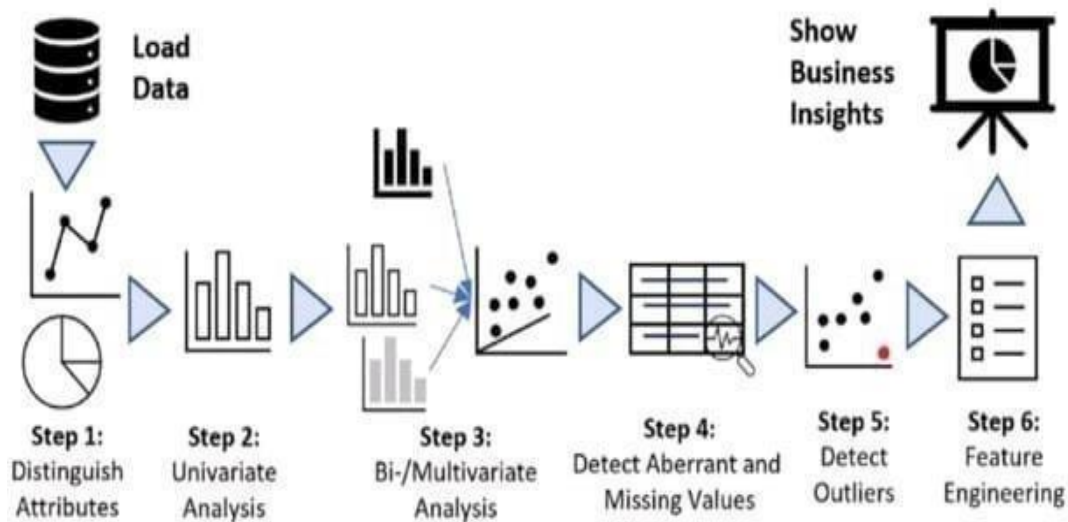 Load
Data
Show
Business
Insights
Step 1:
Distinguish
Attributes
Step 2:
Univariate
Analysis
Step 3:
Bi-/Multivariate
Analysis
Step 4:
Detect Aberrant and
Missing Values
Step 5:
Detect
Outliers
Step 6:
Feature
Engineering